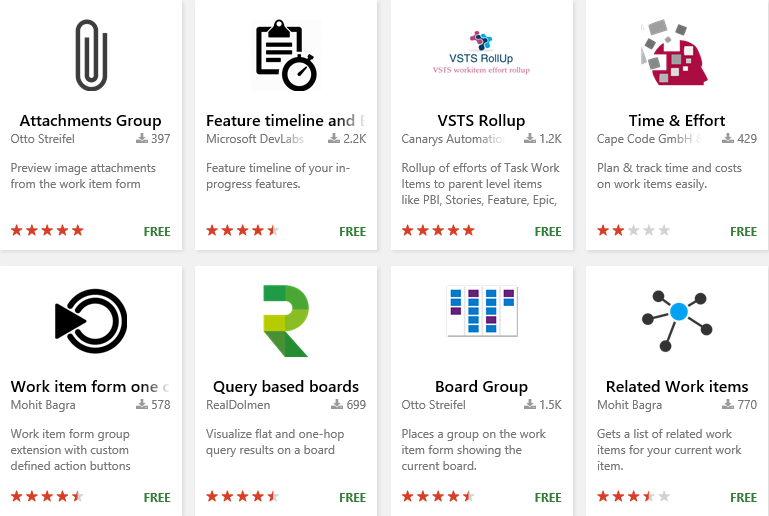 VSTS RollUp
VSTS workitem effort rollup
Attachments Group
Otto Streifel 397
Preview image attachments
from the work item form
FREE
Feature timeline and
Microsoft DevLabs 2.2K
Feature timeline of your in-
progress features.
FREE
VSTS Rollup
Canarys Automatio 1.2K
Rollup of efforts of Task Work
Items to parent level items
like PBI, Stories, Feature, Epic,
FREE
Time & Effort
Cape Code GmbH & 429
Plan & track time and costs
on work items easily.
FREE
Work item form one c
Mohit Bagra 578
Work item form group
extension with custom
defined action buttons
FREE
Query based boards
RealDolmen 699
Visualize flat and one-hop
query results on a board
FREE
Board Group
Otto Streifel 1.5K
Places a group on the work
item form showing the
current board.
FREE
Related Work items
Mohit Bagra 770
Gets a list of related work
items for your current work
item.
FREE